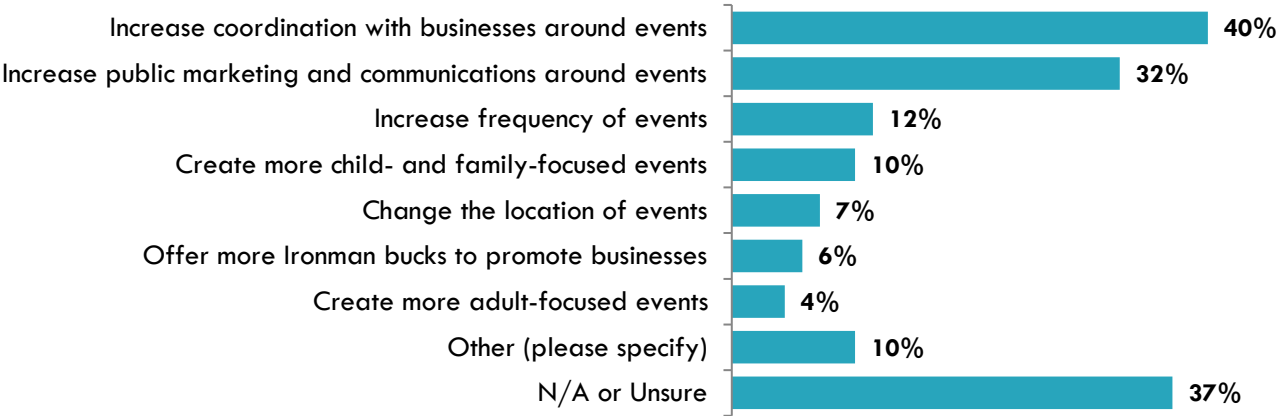 Increase coordination with businesses around events 40%
Increase public marketing and communications around events 32%
Increase frequency of events 12%
Create more child- and family-focused events 10%
Change the location of events 7%
Offer more Ironman bucks to promote businesses 6%
Create more adult-focused events 4%
Other (please specify) 10%
N/A or Unsure 37%